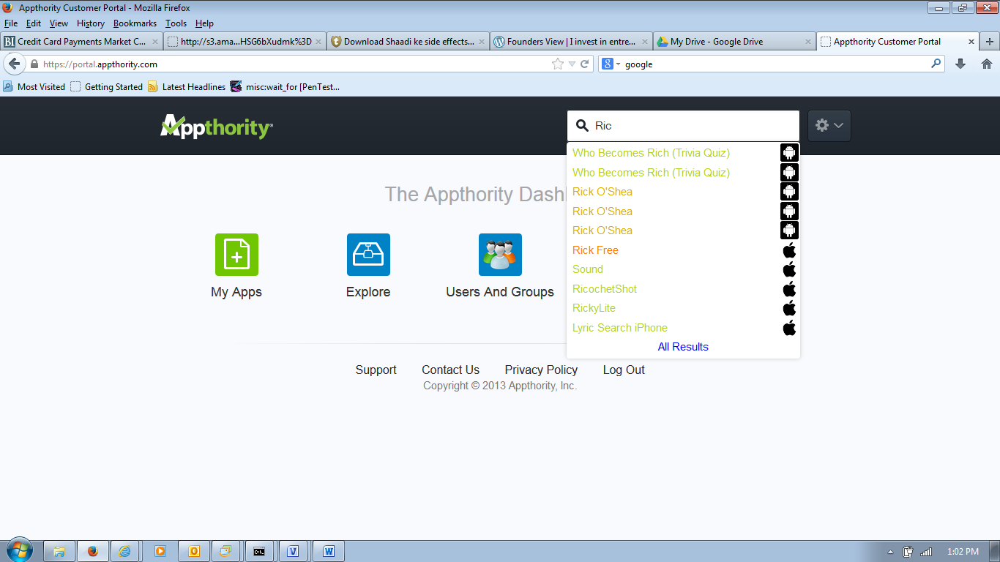 Appthority Customer Portal - Mozilla Firefox
File Edit View History Bookmarks Tools Help
Credit Card Payments Market C... http://s3.ama...HSG6bXudmk%3D Download Shaadi ke side effects... Founders View | I invest in entre... My Drive - Google Drive Appthority Customer Portal
https://portal.appthority.com google
Most Visited Getting Started Latest Headlines misc:wait_for [PenTest...
Appthority® Ric
Who Becomes Rich (Trivia Quiz)
Who Becomes Rich (Trivia Quiz)
Rick O'Shea
Rick O'Shea
Rick O'Shea
Rick Free
Sound
RicochetShot
RickyLite
Lyric Search iPhone
All Results
The Appthority Dash
My Apps Explore Users And Groups
Support Contact Us Privacy Policy Log Out
Copyright © 2013 Appthority, Inc.
1:02 PM